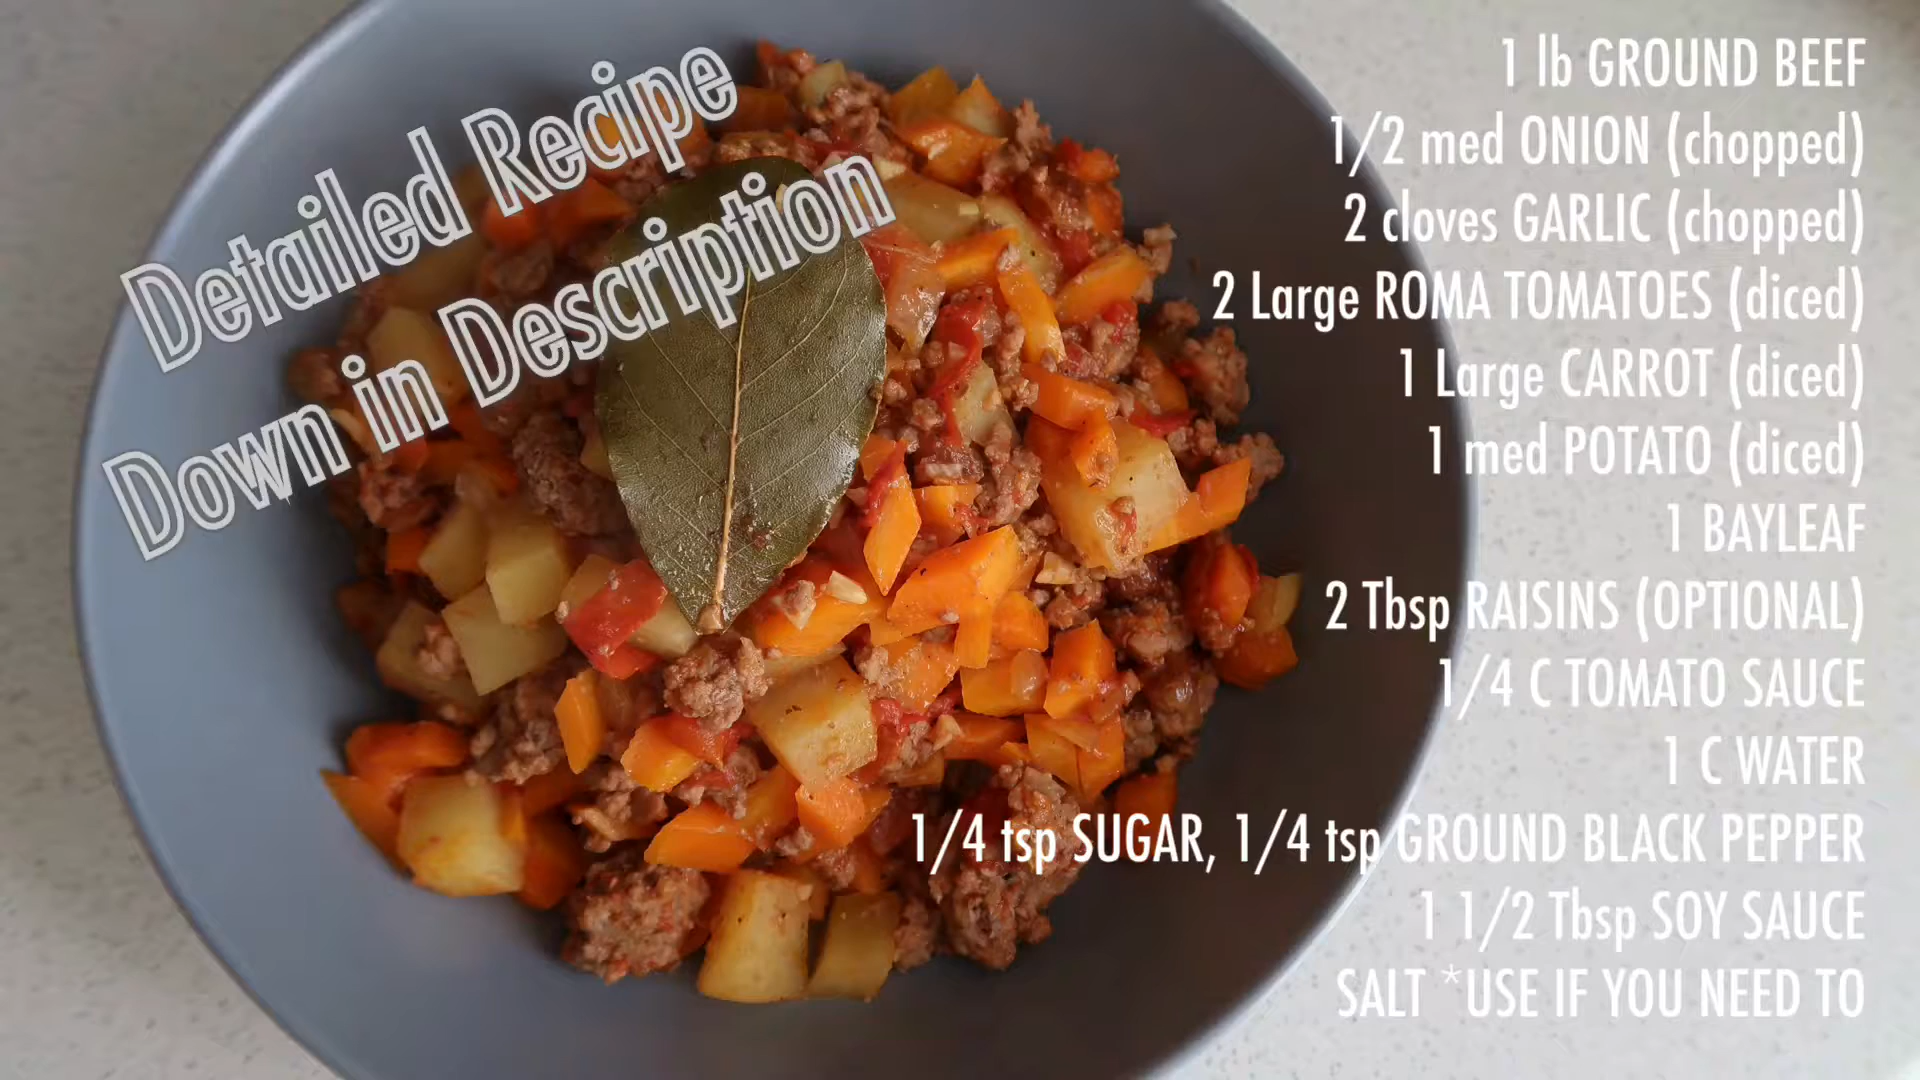 Detailed Recipe
Down in Description
1 lb GROUND BEEF
1/2 med ONION (chopped)
2 cloves GARLIC (chopped)
2 Large ROMA TOMATOES (diced)
1 Large CARROT (diced)
1 med POTATO (diced)
1 BAYLEAF
2 Tbsp RAISINS (OPTIONAL)
1/4 C TOMATO SAUCE
1 C WATER
1/4 tsp SUGAR, 1/4 tsp GROUND BLACK PEPPER
1 1/2 Tbsp SOY SAUCE
SALT *USE IF YOU NEED TO